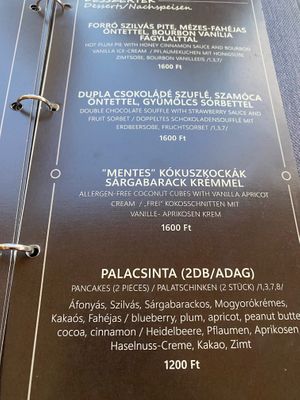 DESSZERTEK
Desserts/Nachspeisen
FORRÓ SZILVÁS PITE, MÉZES-FAHÉJAS
ÖNTETTEL, BOURBON VANÍLIA
FAGYLALTTAL
HOT PLUM PIE WITH HONEY CINNAMON SAUCE AND BOURBON
VANILLA ICE-CREAM / PFLAUMENKUCHEN MIT HONIGSOßE,
ZIMTSOßE, BOURBON VANILLEEIS /1,3,7/
1600 Ft
DUPLA CSOKOLÁDÉ SZUFLÉ, SZAMÓCA
ÖNTETTEL, GYÜMÖLCS SORBETTEL
DOUBLE CHOCOLATE SOUFFLÉ WITH STRAWBERRY SAUCE AND
FRUIT SORBET / DOPPELTES SCHOKOLADENSOUFFLÉ MIT
ERDBEERSOßE, FRUCHTSORBET /1,3,7/
1600 Ft
"MENTES" KÓKUSZKOCKÁK
SÁRGABARACK KRÉMMEL
ALLERGEN-FREE COCONUT CUBES WITH VANILLA APRICOT
CREAM / „FREI" KOKOSSCHNITTEN MIT
VANILLE- APRIKOSEN KREM
1600 Ft
PALACSINTA (2DB/ADAG)
PANCAKES (2 PIECES) / PLATSCHINKEN (2 STÜCK) /1,3,7,8/
Áfonyás, Szilvás, Sárgabarackos, Mogyorókrémes,
Kakaós, Fahéjas / blueberry, plum, apricot, peanut butter,
cocoa, cinnamon / Heidelbeere, Pflaumen, Aprikosen,
Haselnuss-Creme, Kakao, Zimt
1200 Ft